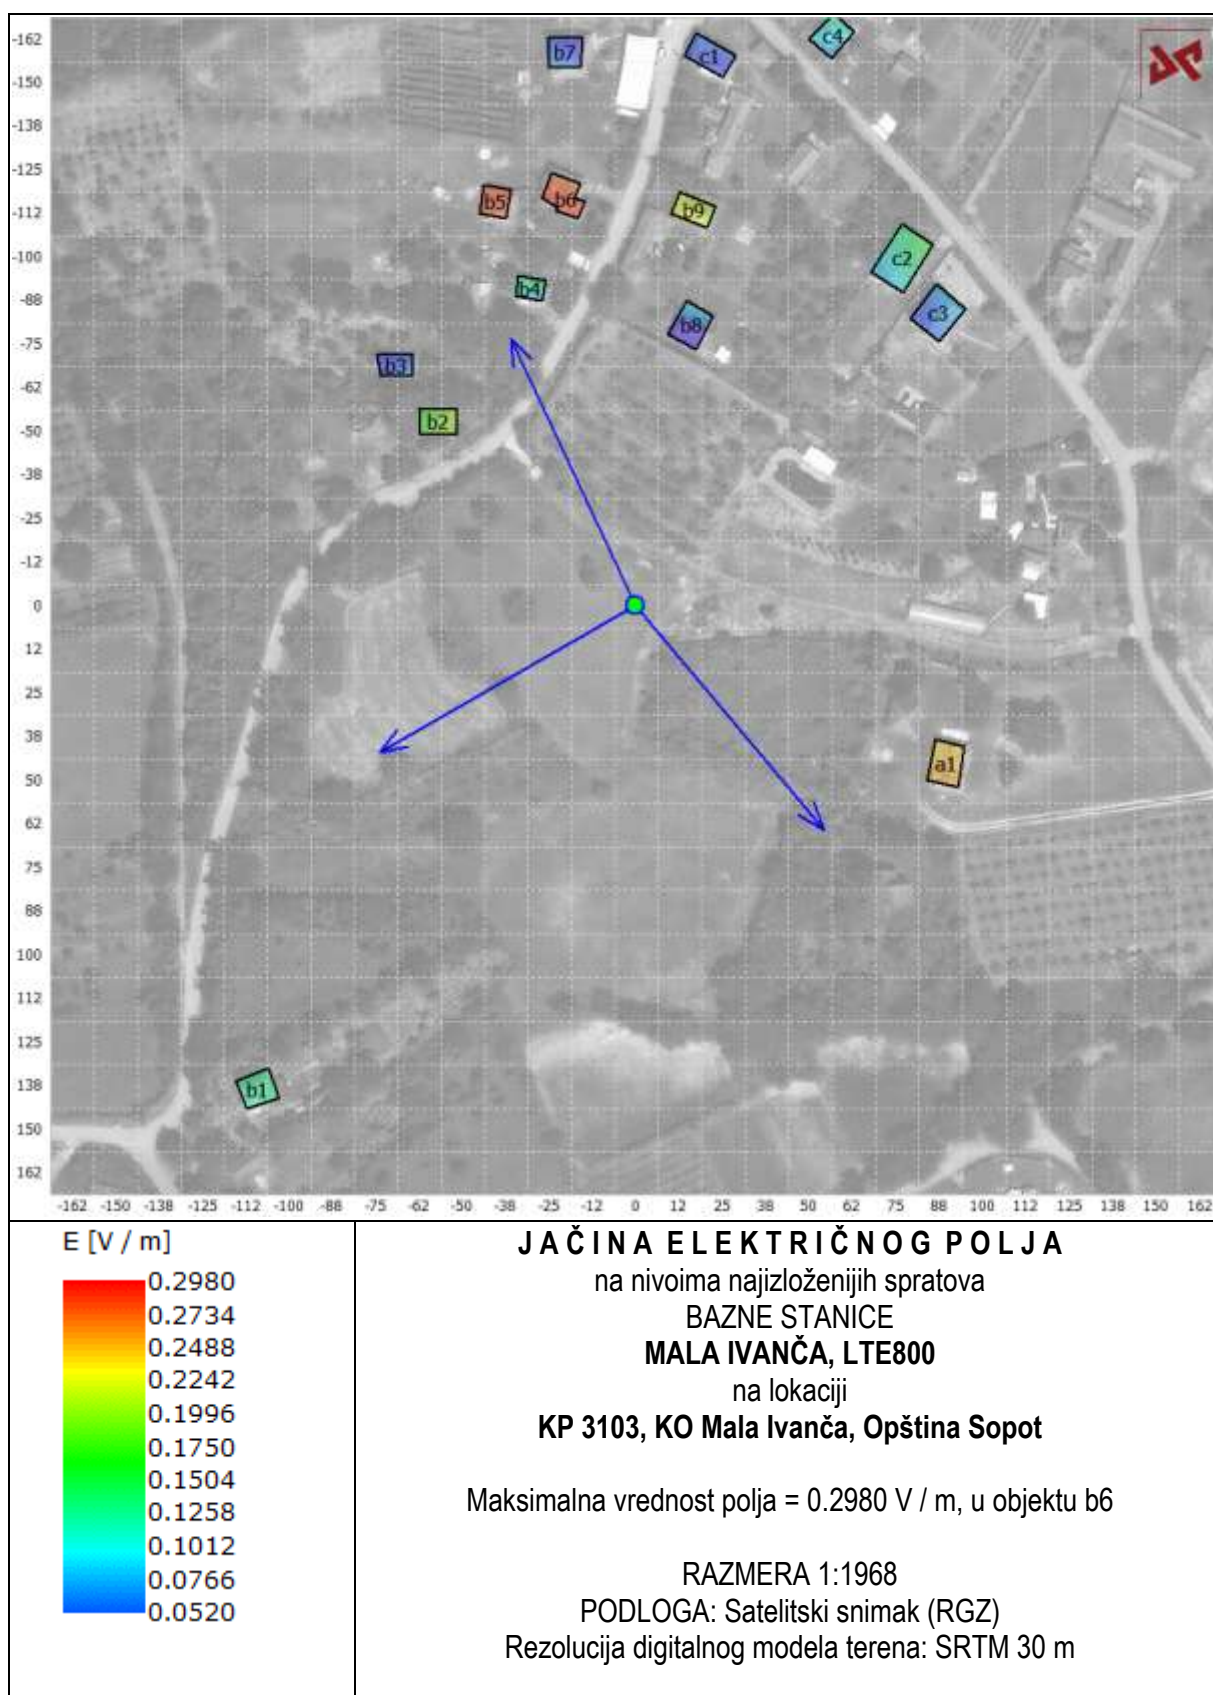 -162
-150
-138
-125
-112
-100
-88
-75
-62
-50
-38
-25
-12
0
12
25
38
50
62
75
88
100
112
125
138
150
162
b7
c1
c4
b5
b6
b9
c2
b4
b8
c3
b3
b2
a1
b1
-162 -150 -138 -125 -112 -100 -88 -75 -62 -50 -38 -25 -12 0 12 25 38 50 62 75 88 100 112 125 138 150 162
E [V / m]
0.2980
0.2734
0.2488
0.2242
0.1996
0.1750
0.1504
0.1258
0.1012
0.0766
0.0520
JAČINA ELEKTRIČNOG POLJA
na nivoima najizloženijih spratova
BAZNE STANICE
MALA IVANČA, LTE800
na lokaciji
KP 3103, KO Mala Ivanča, Opština Sopot
Maksimalna vrednost polja = 0.2980 V / m, u objektu b6
RAZMERA 1:1968
PODLOGA: Satelitski snimak (RGZ)
Rezolucija digitalnog modela terena: SRTM 30 m